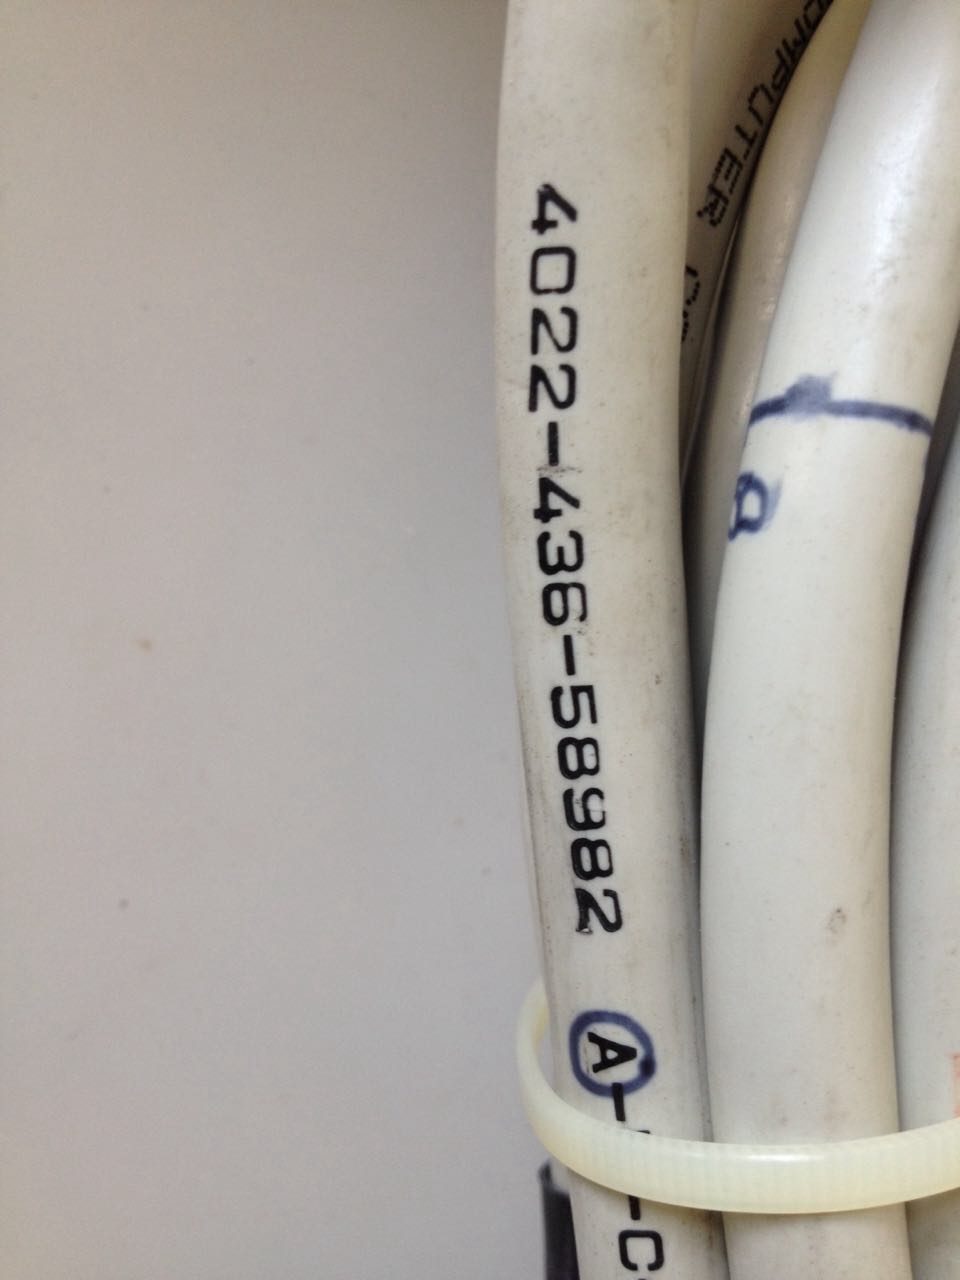 4022-436-58982
A-
-C
COMPUTER
a